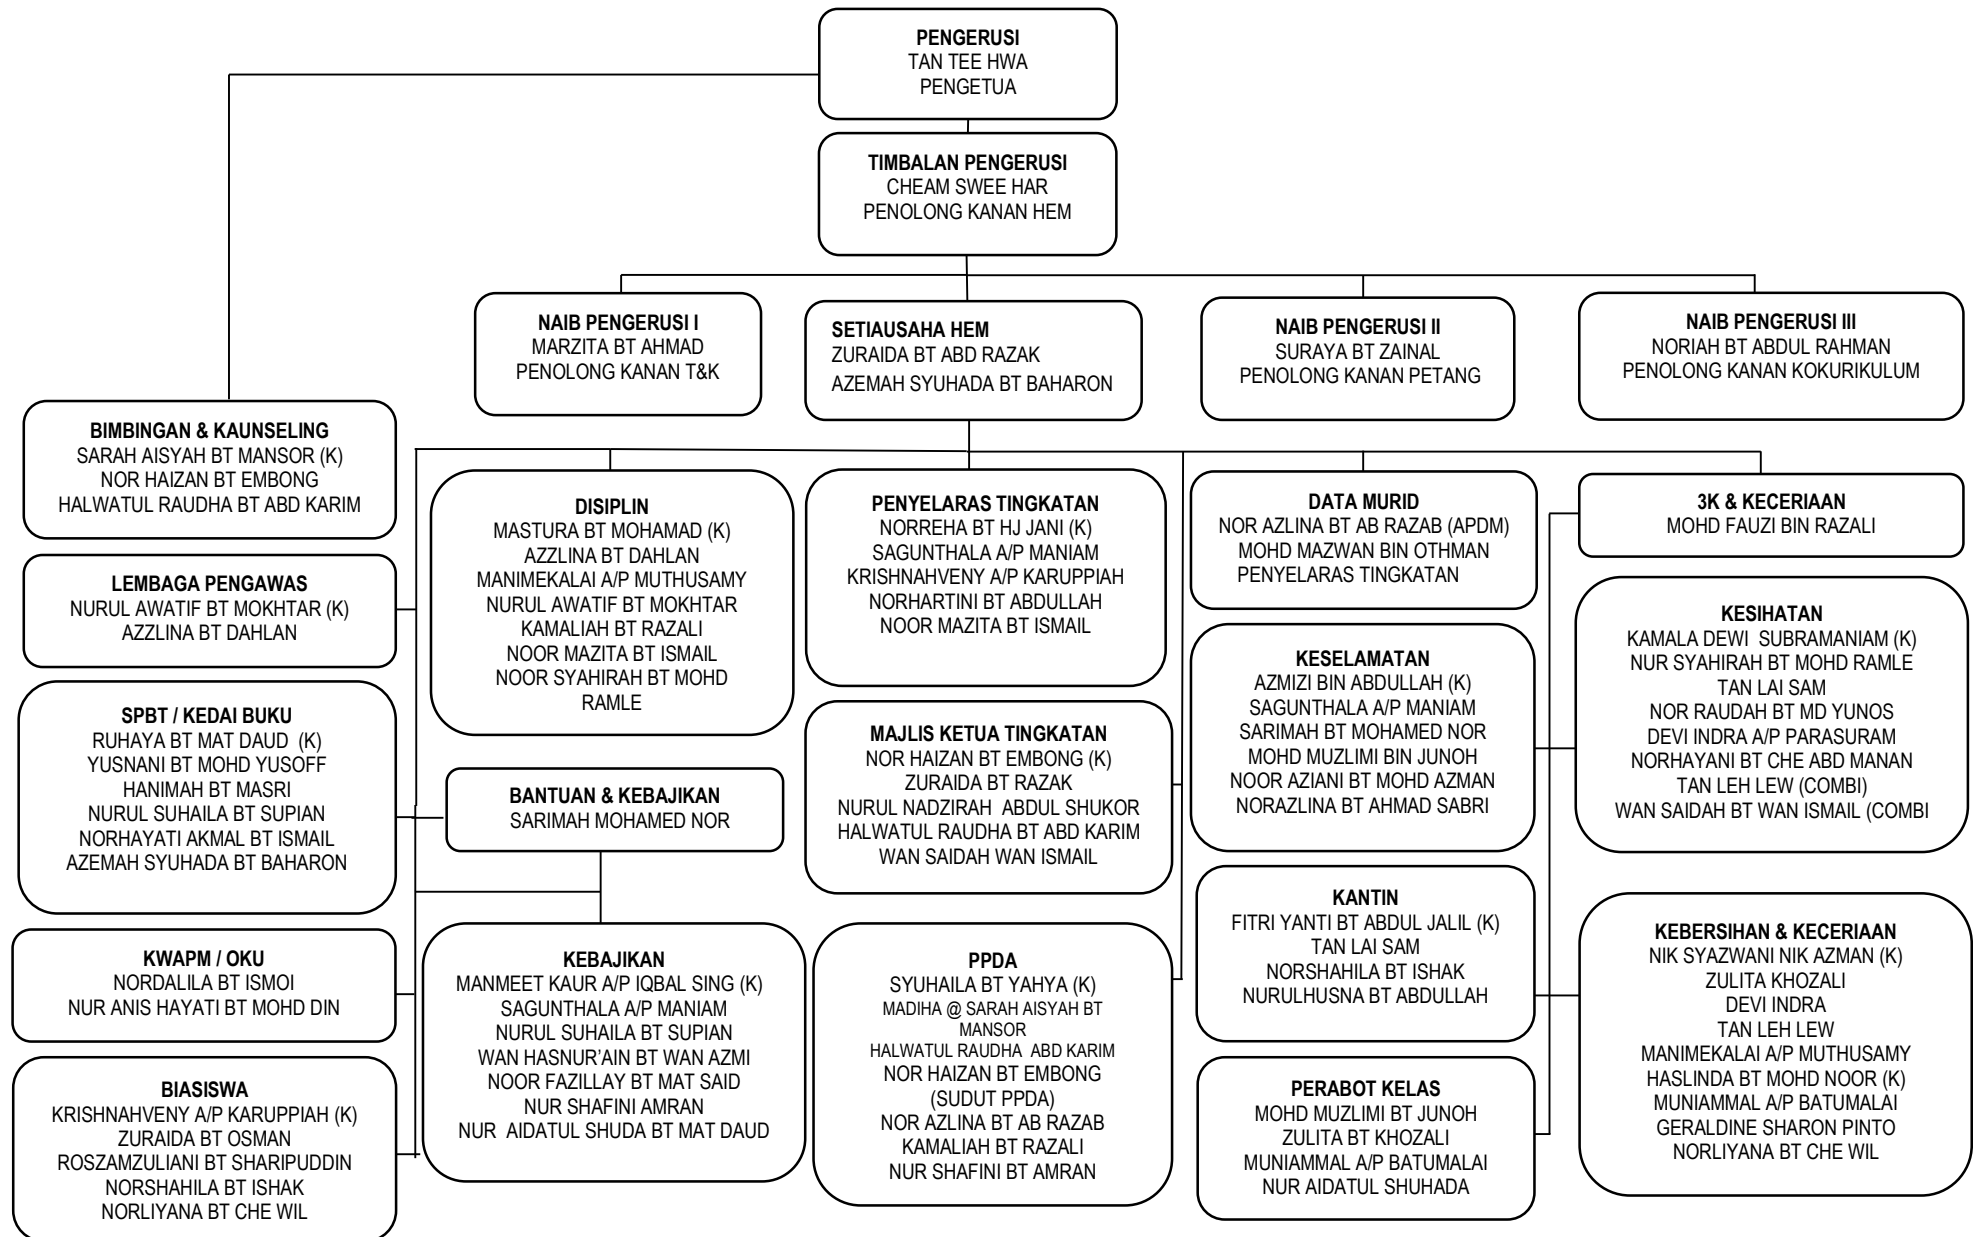 PENGERUSI
TAN TEE HWA
PENGETUA
TIMBALAN PENGERUSI
CHEAM SWEE HAR
PENOLONG KANAN HEM
NAIB PENGERUSI I
MARZITA BT AHMAD
PENOLONG KANAN T&K
SETIAUSAHA HEM
ZURAIDA BT ABD RAZAK
AZEMAH SYUHADA BT BAHARON
NAIB PENGERUSI II
SURAYA BT ZAINAL
PENOLONG KANAN PETANG
NAIB PENGERUSI III
NORIAH BT ABDUL RAHMAN
PENOLONG KANAN KOKURIKULUM
BIMBINGAN & KAUNSELING
SARAH AISYAH BT MANSOR (K)
NOR HAIZAN BT EMBONG
HALWATUL RAUDHA BT ABD KARIM
LEMBAGA PENGAWAS
NURUL AWATIF BT MOKHTAR (K)
AZZLINA BT DAHLAN
SPBT / KEDAI BUKU
RUHAYA BT MAT DAUD  (K)
YUSNANI BT MOHD YUSOFF
HANIMAH BT MASRI
NURUL SUHAILA BT SUPIAN
NORHAYATI AKMAL BT ISMAIL
AZEMAH SYUHADA BT BAHARON
KWAPM / OKU
NORDALILA BT ISMOI
NUR ANIS HAYATI BT MOHD DIN
BIASISWA
KRISHNAHVENY A/P KARUPPIAH (K)
ZURAIDA BT OSMAN
ROSZAMZULIANI BT SHARIPUDDIN
NORSHAHILA BT ISHAK
NORLIYANA BT CHE WIL
DISIPLIN
MASTURA BT MOHAMAD (K)
AZZLINA BT DAHLAN
MANIMEKALAI A/P MUTHUSAMY
NURUL AWATIF BT MOKHTAR
KAMALIAH BT RAZALI
NOOR MAZITA BT ISMAIL
NOOR SYAHIRAH BT MOHD
RAMLE
BANTUAN & KEBAJIKAN
SARIMAH MOHAMED NOR
KEBAJIKAN
MANMEET KAUR A/P IQBAL SING (K)
SAGUNTHALA A/P MANIAM
NURUL SUHAILA BT SUPIAN
WAN HASNUR’AIN BT WAN AZMI
NOOR FAZILLAY BT MAT SAID
NUR SHAFINI AMRAN
NUR  AIDATUL SHUDA BT MAT DAUD
PENYELARAS TINGKATAN
NORREHA BT HJ JANI (K)
SAGUNTHALA A/P MANIAM
KRISHNAHVENY A/P KARUPPIAH
NORHARTINI BT ABDULLAH
NOOR MAZITA BT ISMAIL
MAJLIS KETUA TINGKATAN
NOR HAIZAN BT EMBONG (K)
ZURAIDA BT RAZAK
NURUL NADZIRAH  ABDUL SHUKOR
HALWATUL RAUDHA BT ABD KARIM
WAN SAIDAH WAN ISMAIL
PPDA
SYUHAILA BT YAHYA (K)
MADIHA @ SARAH AISYAH BT
MANSOR
HALWATUL RAUDHA  ABD KARIM
NOR HAIZAN BT EMBONG
(SUDUT PPDA)
NOR AZLINA BT AB RAZAB
KAMALIAH BT RAZALI
NUR SHAFINI BT AMRAN
DATA MURID
NOR AZLINA BT AB RAZAB (APDM)
MOHD MAZWAN BIN OTHMAN
PENYELARAS TINGKATAN
KESELAMATAN
AZMIZI BIN ABDULLAH (K)
SAGUNTHALA A/P MANIAM
SARIMAH BT MOHAMED NOR
MOHD MUZLIMI BIN JUNOH
NOOR AZIANI BT MOHD AZMAN
NORAZLINA BT AHMAD SABRI
KANTIN
FITRI YANTI BT ABDUL JALIL (K)
TAN LAI SAM
NORSHAHILA BT ISHAK
NURULHUSNA BT ABDULLAH
PERABOT KELAS
MOHD MUZLIMI BT JUNOH
ZULITA BT KHOZALI
MUNIAMMAL A/P BATUMALAI
NUR AIDATUL SHUHADA
3K & KECERIAAN
MOHD FAUZI BIN RAZALI
KESIHATAN
KAMALA DEWI  SUBRAMANIAM (K)
NUR SYAHIRAH BT MOHD RAMLE
TAN LAI SAM
NOR RAUDAH BT MD YUNOS
DEVI INDRA A/P PARASURAM
NORHAYANI BT CHE ABD MANAN
TAN LEH LEW (COMBI)
WAN SAIDAH BT WAN ISMAIL (COMBI
KEBERSIHAN & KECERIAAN
NIK SYAZWANI NIK AZMAN (K)
ZULITA KHOZALI
DEVI INDRA
TAN LEH LEW
MANIMEKALAI A/P MUTHUSAMY
HASLINDA BT MOHD NOOR (K)
MUNIAMMAL A/P BATUMALAI
GERALDINE SHARON PINTO
NORLIYANA BT CHE WIL